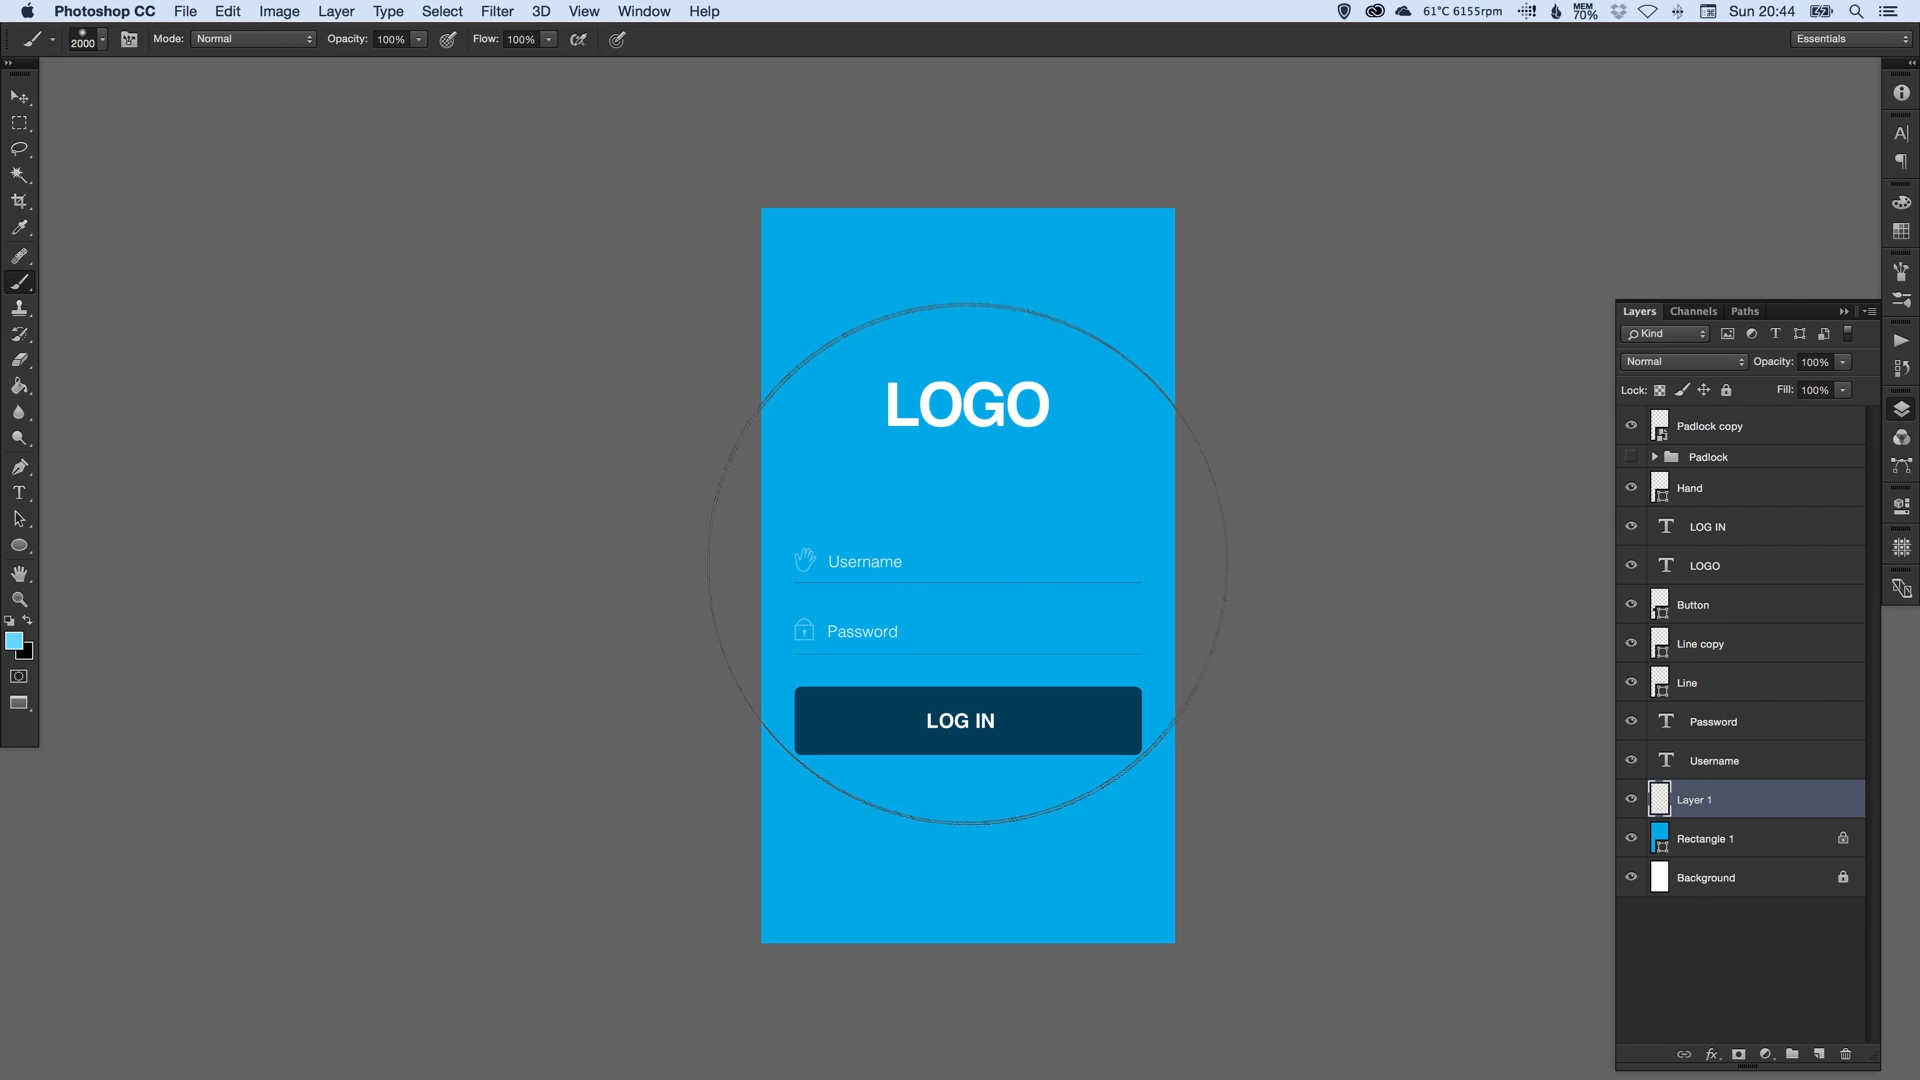 Photoshop CC File Edit Image Layer Type Select Filter 3D View Window Help 61°C 6155rpm MEM 70% Sun 20:44
2000 Mode: Normal Opacity: 100% Flow: 100% Essentials
LOGO
Username
Password
LOG IN
Layers Channels Paths
Kind
Normal Opacity: 100%
Lock: Fill: 100%
Padlock copy
Padlock
Hand
LOG IN
LOGO
Button
Line copy
Line
Password
Username
Layer 1
Rectangle 1
Background